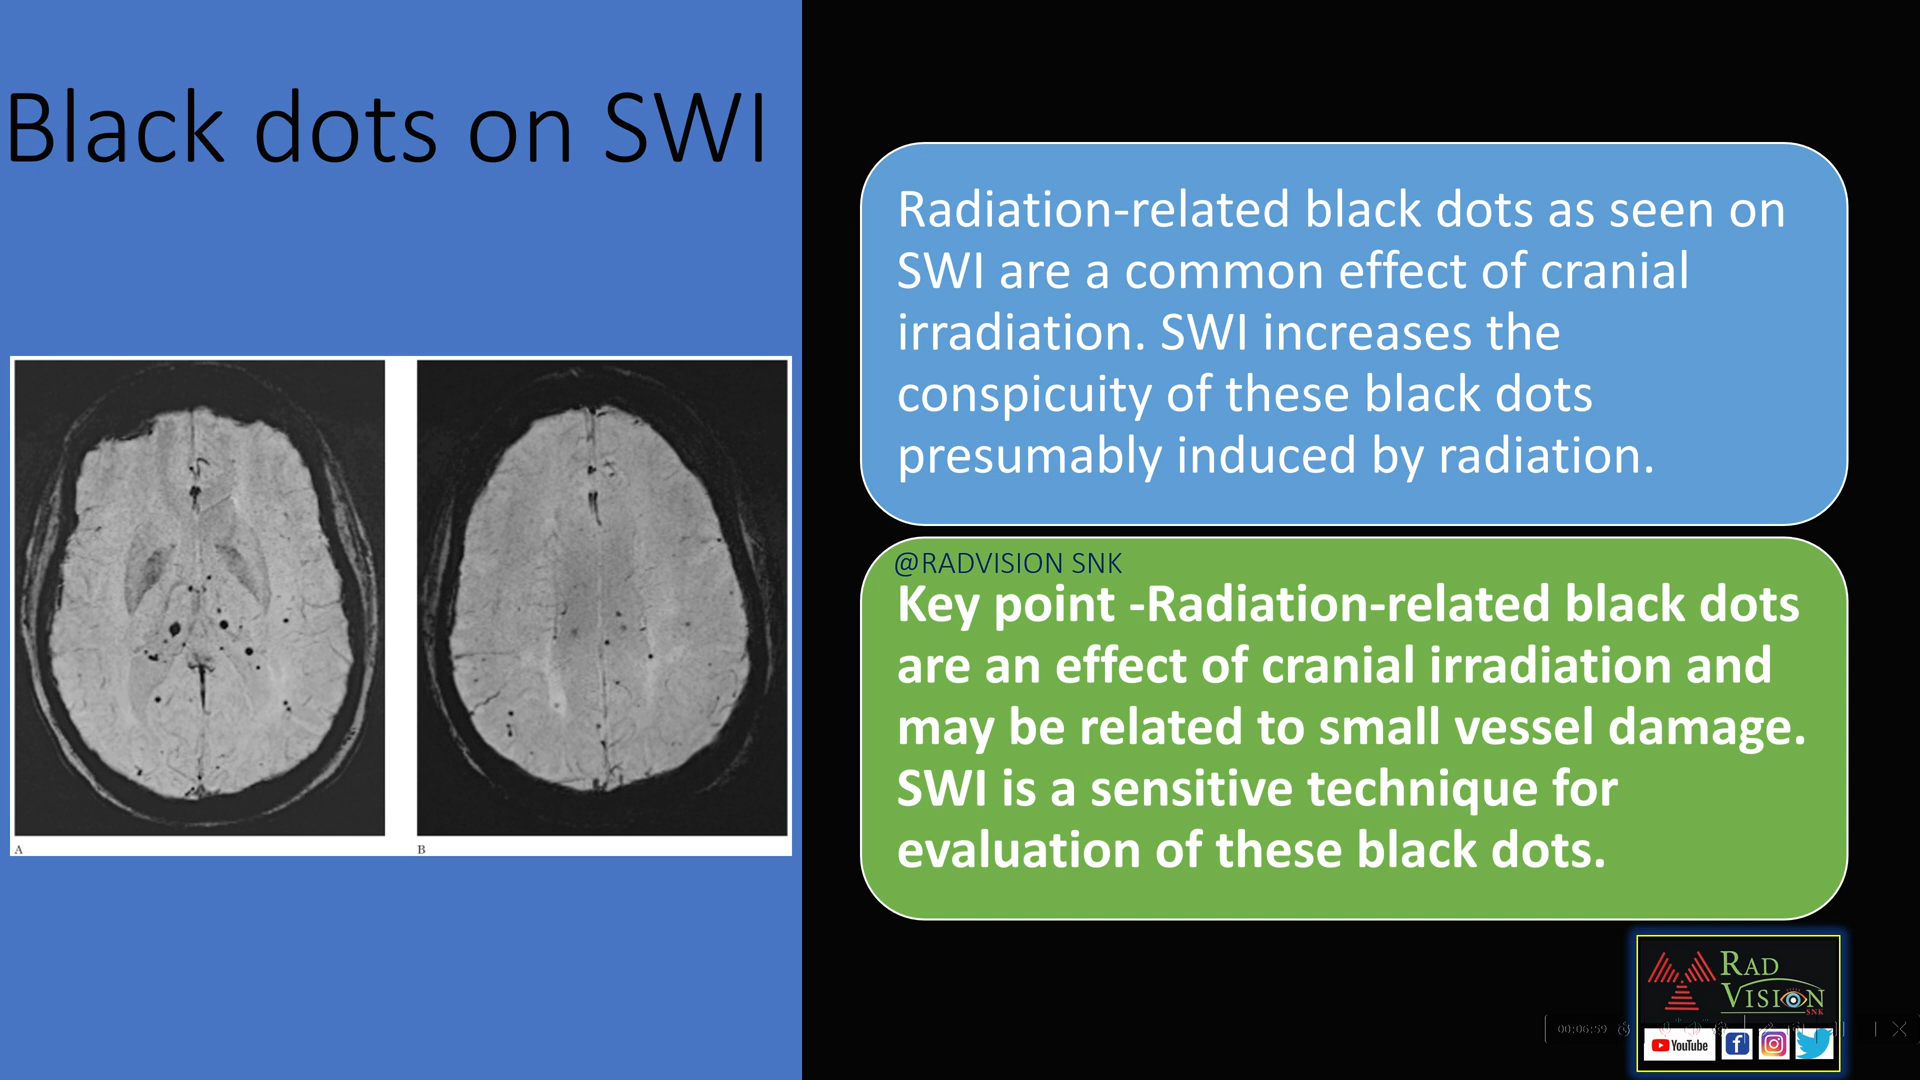 Black dots on SWI
A
B
Radiation-related black dots as seen on
SWI are a common effect of cranial
irradiation. SWI increases the
conspicuity of these black dots
presumably induced by radiation.
@RADVISION SNK
Key point -Radiation-related black dots
are an effect of cranial irradiation and
may be related to small vessel damage.
SWI is a sensitive technique for
evaluation of these black dots.
RAD
VISION
SNK
00:06:59
YouTube